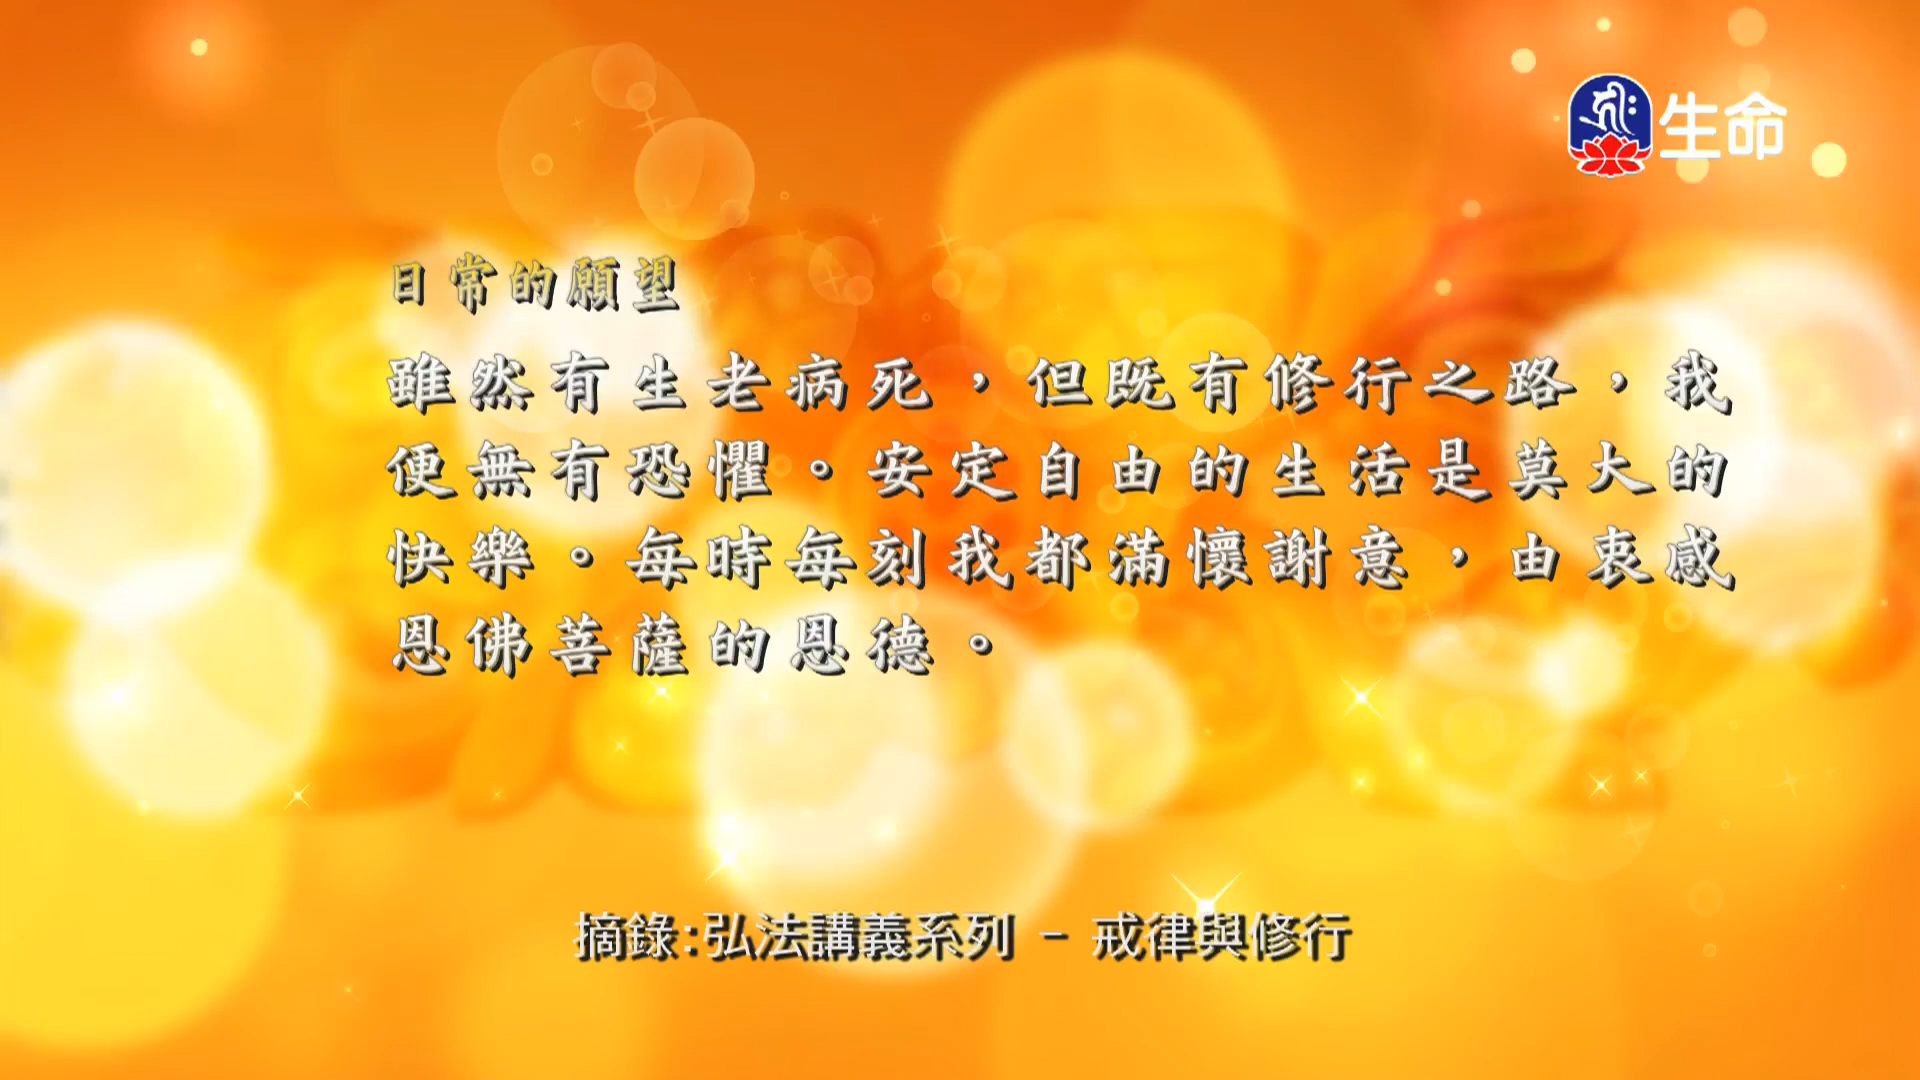 生命
日常的願望
雖然有生老病死，但既有修行之路，我
便無有恐懼。安定自由的生活是莫大的
快樂。每時每刻我都滿懷謝意，由衷感
恩佛菩薩的恩德。
摘錄:弘法講義系列 - 戒律與修行